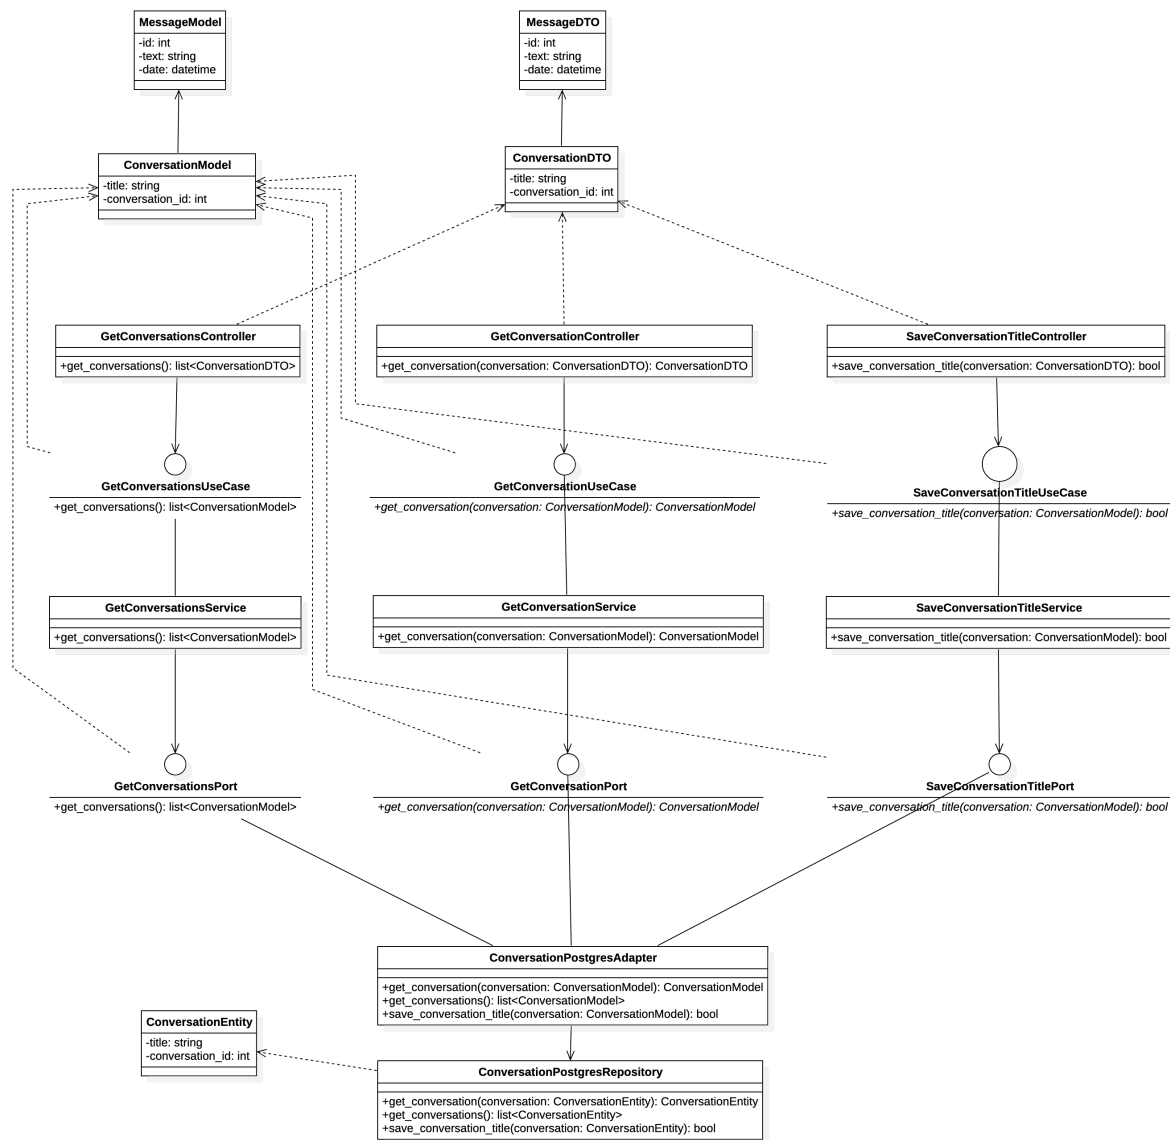 MessageModel
-id: int
-text: string
-date: datetime
MessageDTO
-id: int
-text: string
-date: datetime
ConversationModel
-title: string
-conversation_id: int
ConversationDTO
-title: string
-conversation_id: int
GetConversationsController
+get_conversations(): list<ConversationDTO>
GetConversationController
+get_conversation(conversation: ConversationDTO): ConversationDTO
SaveConversationTitleController
+save_conversation_title(conversation: ConversationDTO): bool
GetConversationsUseCase
+get_conversations(): list<ConversationModel>
GetConversationUseCase
+get_conversation(conversation: ConversationModel): ConversationModel
SaveConversationTitleUseCase
+save_conversation_title(conversation: ConversationModel): bool
GetConversationsService
+get_conversations(): list<ConversationModel>
GetConversationService
+get_conversation(conversation: ConversationModel): ConversationModel
SaveConversationTitleService
+save_conversation_title(conversation: ConversationModel): bool
GetConversationsPort
+get_conversations(): list<ConversationModel>
GetConversationPort
+get_conversation(conversation: ConversationModel): ConversationModel
SaveConversationTitlePort
+save_conversation_title(conversation: ConversationModel): bool
ConversationPostgresAdapter
+get_conversation(conversation: ConversationModel): ConversationModel
+get_conversations(): list<ConversationModel>
+save_conversation_title(conversation: ConversationModel): bool
ConversationEntity
-title: string
-conversation_id: int
ConversationPostgresRepository
+get_conversation(conversation: ConversationEntity): ConversationEntity
+get_conversations(): list<ConversationEntity>
+save_conversation_title(conversation: ConversationEntity): bool